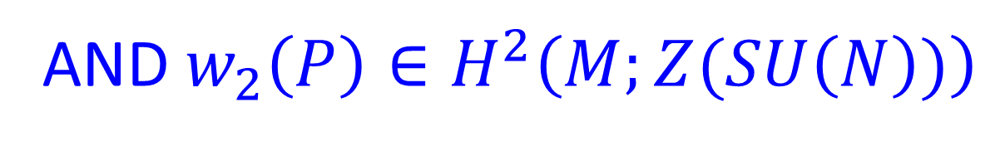 AND 𝑤₂(𝑃) ∈ 𝐻²(𝑀; 𝑍(𝑆𝑈(𝑁)))